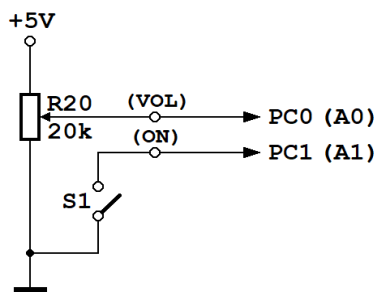 +5V
R20
20k
(VOL)
PC0 (A0)
(ON)
PC1 (A1)
S1